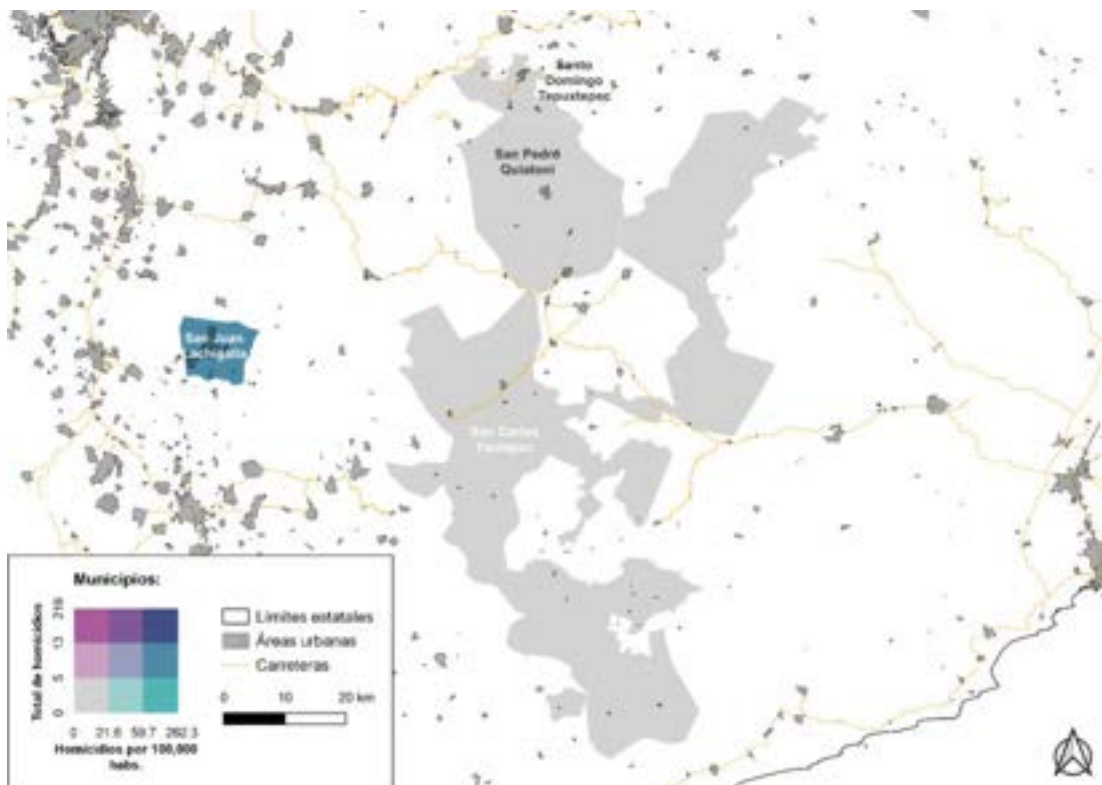 Santo
Domingo
Tepuxtepec
San Pedro
Quiatoni
San Juan
Lachigalla
San Carlos
Yautepec
Municipios:
Total de homicidios
218
13
5
0
0 21.6 59.7 262.3
Homicidios por 100,000
habs.
Límites estatales
Áreas urbanas
Carreteras
0 10 20 km